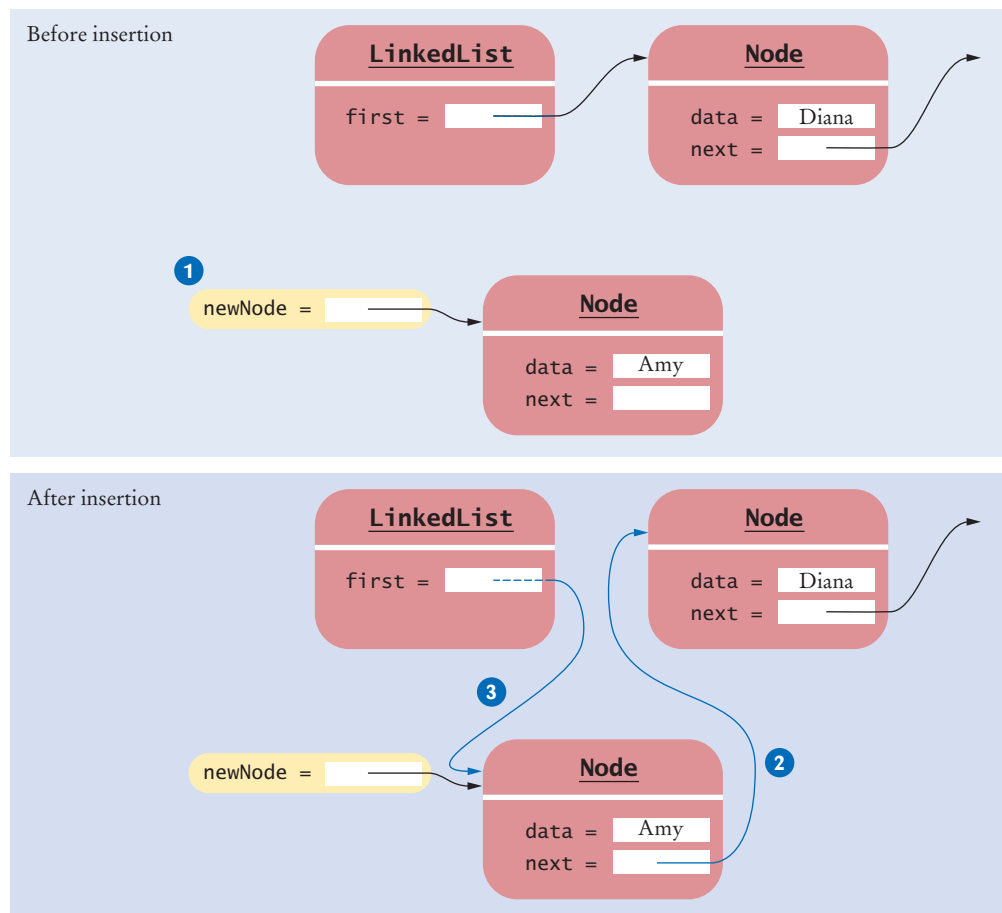 Before insertion
LinkedList
Node
first =
data = Diana
next =
1
newNode =
Node
data = Amy
next =
After insertion
LinkedList
Node
first =
data = Diana
next =
3
2
newNode =
Node
data = Amy
next =